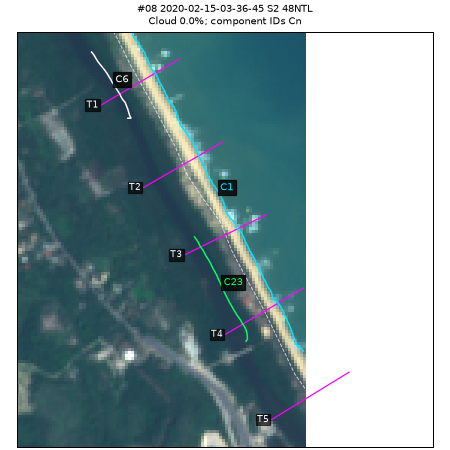 #08 2020-02-15-03-36-45 S2 48NTL
Cloud 0.0%; component IDs Cn
C6
T1
T2
C1
T3
C23
T4
T5